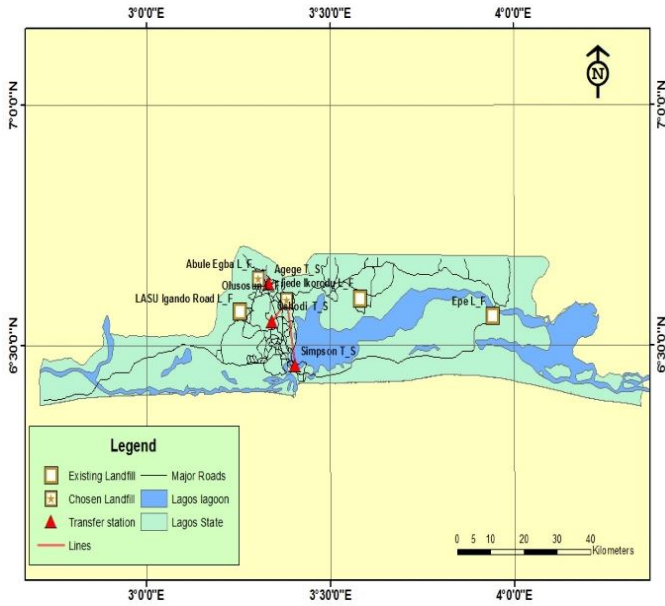 3°0'0"E 3°30'0"E 4°0'0"E
N
7°0'0"N 7°0'0"N
Abule Egba L_F
Agege T_S
Ikorodu L_F
LASU Igando Road L_F
T_S
Epe L_F
6°30'0"N 6°30'0"N
Simpson T_S
Legend
Existing Landfill Major Roads
Chosen Landfill Lagos lagoon
Transfer station Lagos State
Lines
0 5 10 20 30 40
Kilometers
3°0'0"E 3°30'0"E 4°0'0"E